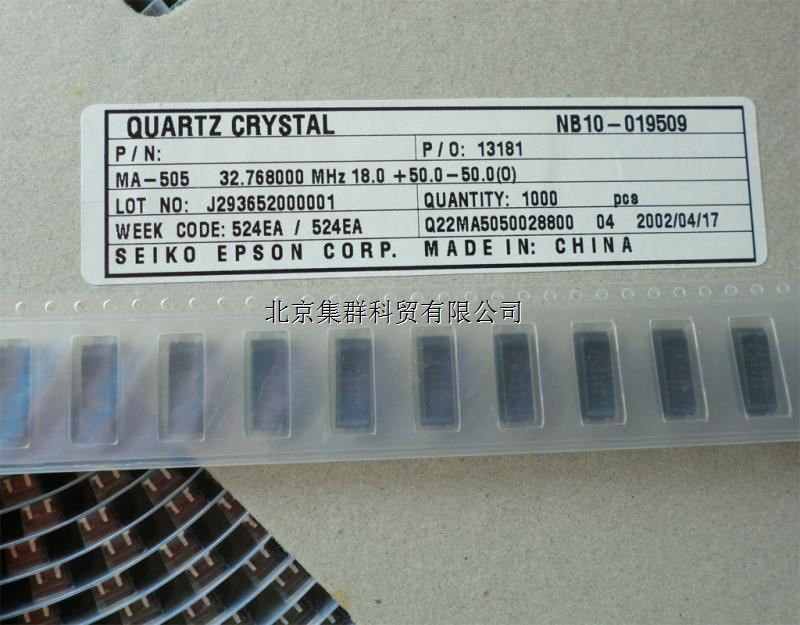 QUARTZ CRYSTAL NB10-019509
P/N: P/O: 13181
MA-505 32.768000 MHz 18.0 +50.0-50.0(0)
LOT NO: J293652000001 QUANTITY: 1000 pcs
WEEK CODE: 524EA / 524EA Q22MA5050028800 04 2002/04/17
SEIKO EPSON CORP. MADE IN: CHINA
北京集群科贸有限公司